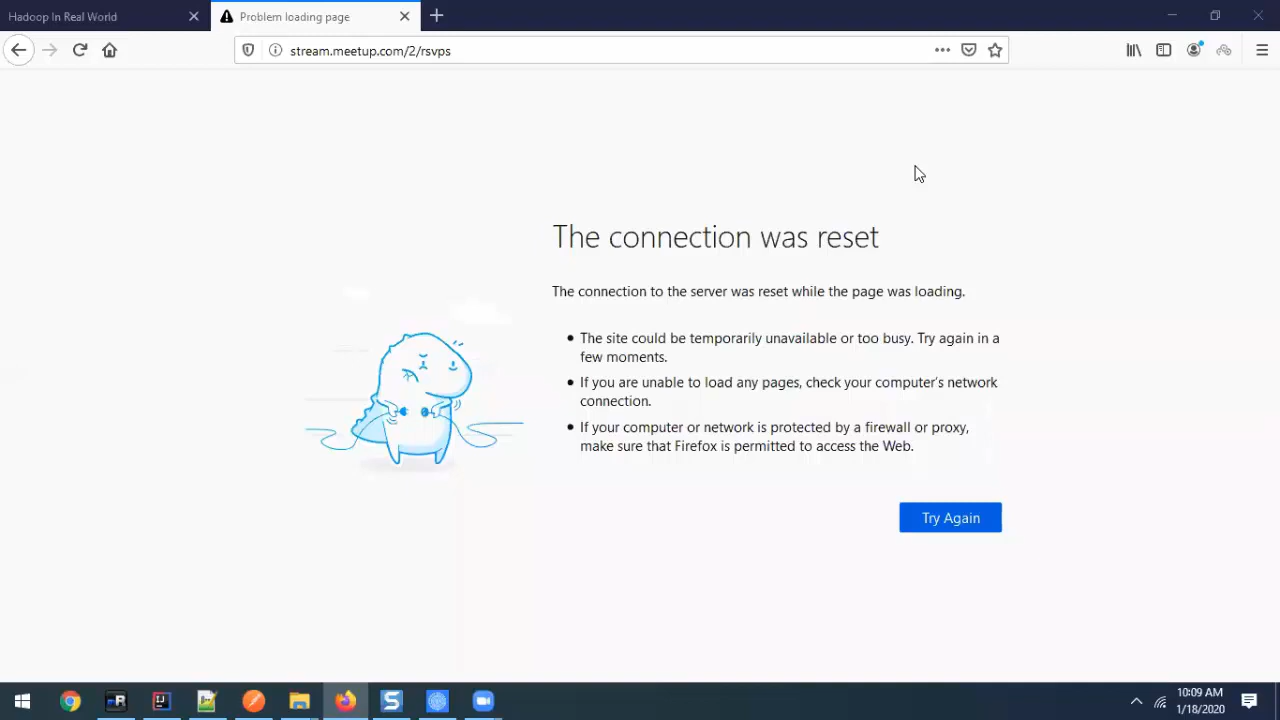 Hadoop In Real World
Problem loading page
stream.meetup.com/2/rsvps
The connection was reset
The connection to the server was reset while the page was loading.
The site could be temporarily unavailable or too busy. Try again in a
few moments.
If you are unable to load any pages, check your computer's network
connection.
If your computer or network is protected by a firewall or proxy,
make sure that Firefox is permitted to access the Web.
Try Again
10:09 AM
1/18/2020